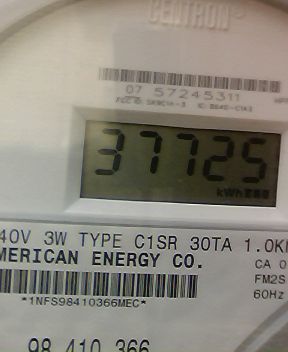 CENTRON®
07 57245311
37725
kWh
40V 3W TYPE C1SR 30TA 1.0K
MERICAN ENERGY CO.
CA 0
FM2S
*1NFS98410366MEC*
60Hz
98 410 366